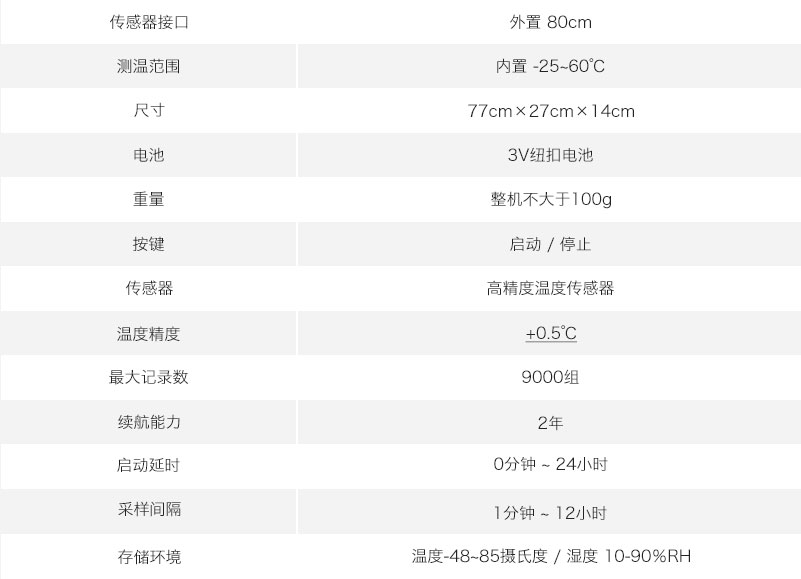 传感器接口 外置 80cm
测温范围 内置 -25~60℃
尺寸 77cm×27cm×14cm
电池 3V纽扣电池
重量 整机不大于100g
按键 启动 / 停止
传感器 高精度温度传感器
温度精度 +0.5℃
最大记录数 9000组
续航能力 2年
启动延时 0分钟 ~ 24小时
采样间隔 1分钟 ~ 12小时
存储环境 温度-48~85摄氏度 / 湿度 10-90%RH